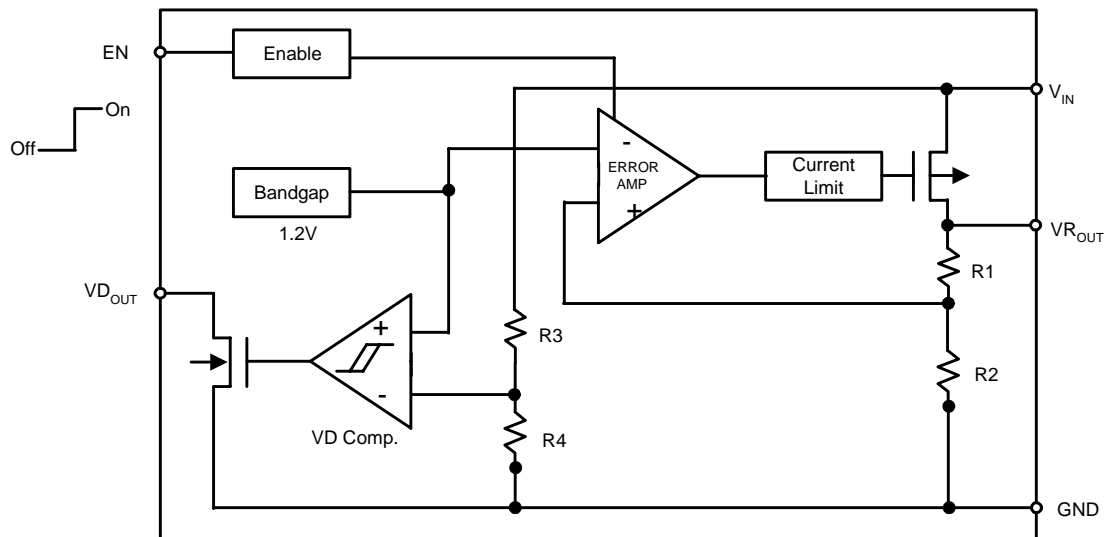 EN
Enable
On
Off
V_IN
ERROR
AMP
-
+
Current
Limit
Bandgap
1.2V
VR_OUT
R1
VD_OUT
R3
+
-
R2
VD Comp.
R4
GND